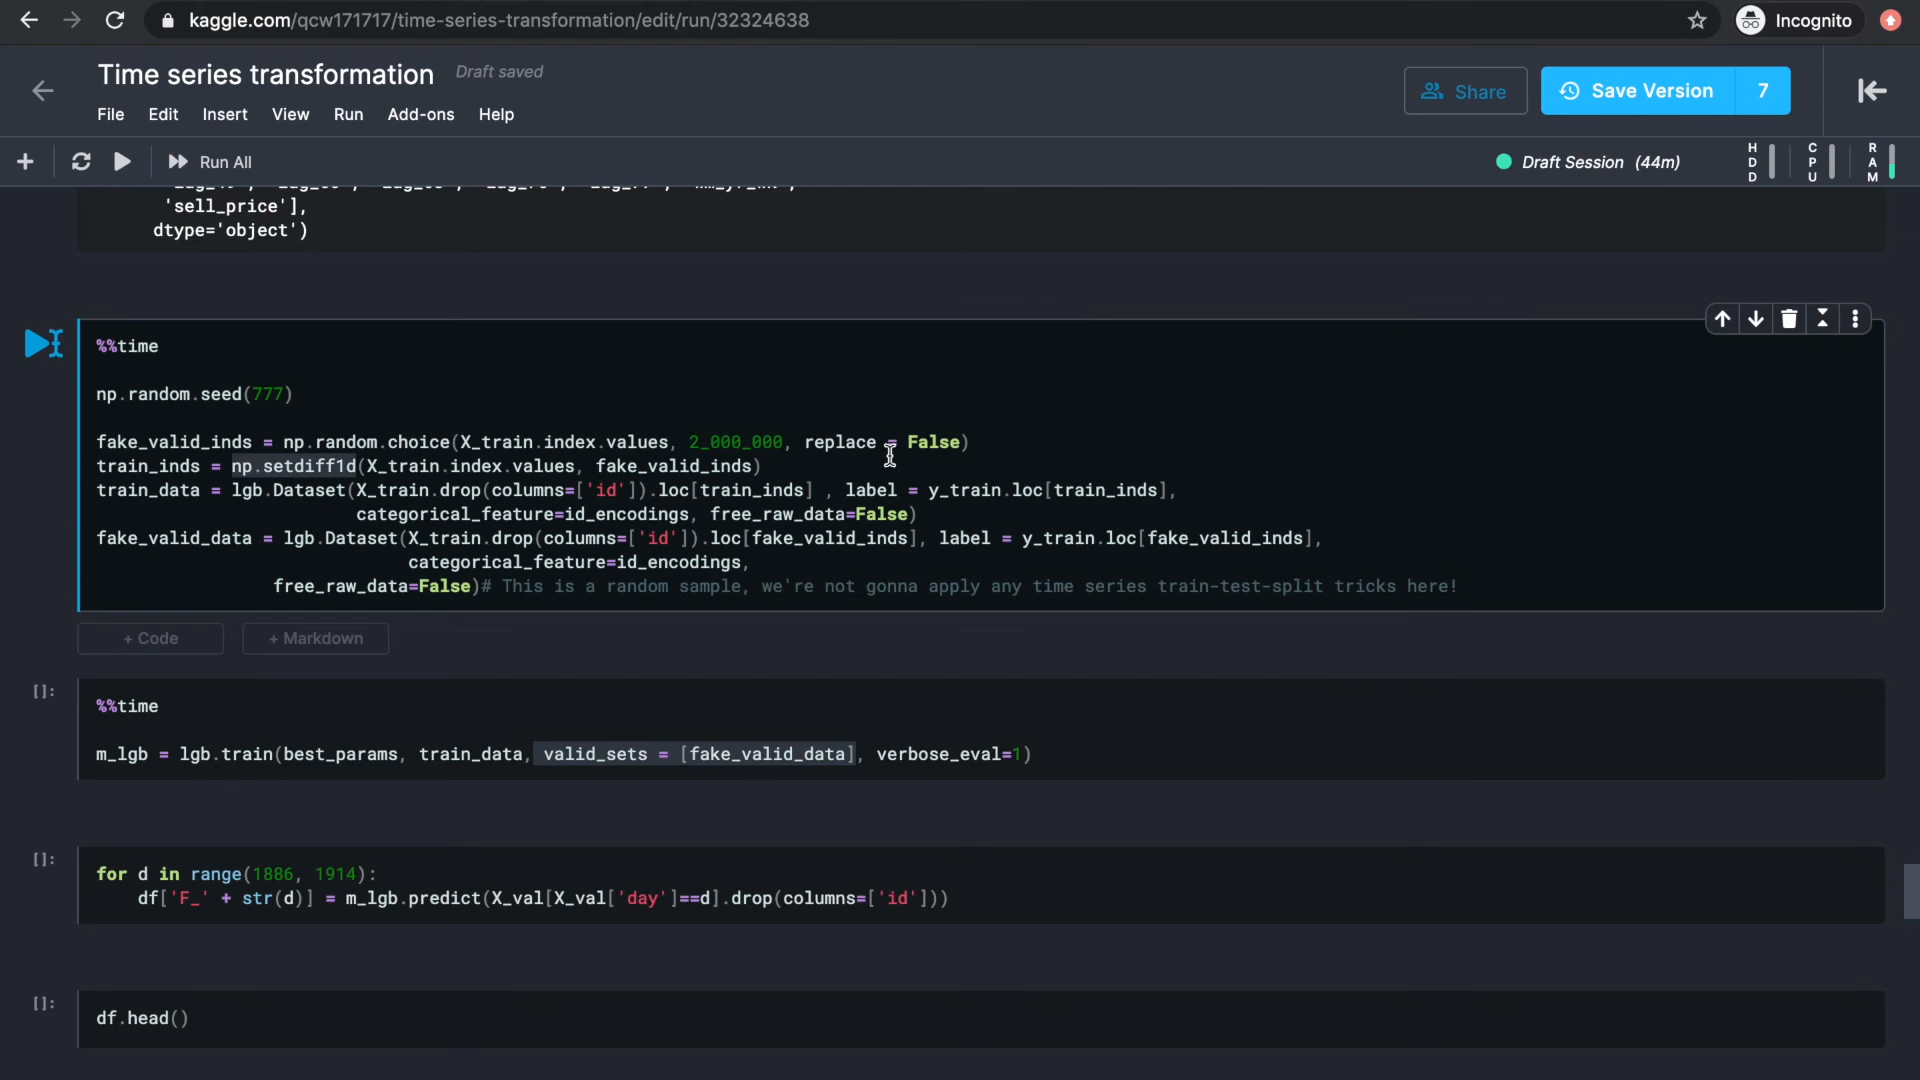 kaggle.com/qcw171717/time-series-transformation/edit/run/32324638
Incognito
Time series transformation
Draft saved
Share
Save Version
7
File Edit Insert View Run Add-ons Help
Run All
Draft Session (44m)
HDD
CPU
RAM
'sell_price'],
dtype='object')
%%time
np.random.seed(777)
fake_valid_inds = np.random.choice(X_train.index.values, 2_000_000, replace = False)
train_inds = np.setdiff1d(X_train.index.values, fake_valid_inds)
train_data = lgb.Dataset(X_train.drop(columns=['id']).loc[train_inds] , label = y_train.loc[train_inds],
categorical_feature=id_encodings, free_raw_data=False)
fake_valid_data = lgb.Dataset(X_train.drop(columns=['id']).loc[fake_valid_inds], label = y_train.loc[fake_valid_inds],
categorical_feature=id_encodings,
free_raw_data=False)# This is a random sample, we're not gonna apply any time series train-test-split tricks here!
+ Code
+ Markdown
[]:
%%time
m_lgb = lgb.train(best_params, train_data, valid_sets = [fake_valid_data], verbose_eval=1)
[]:
for d in range(1886, 1914):
df['F_' + str(d)] = m_lgb.predict(X_val[X_val['day']==d].drop(columns=['id']))
[]:
df.head()